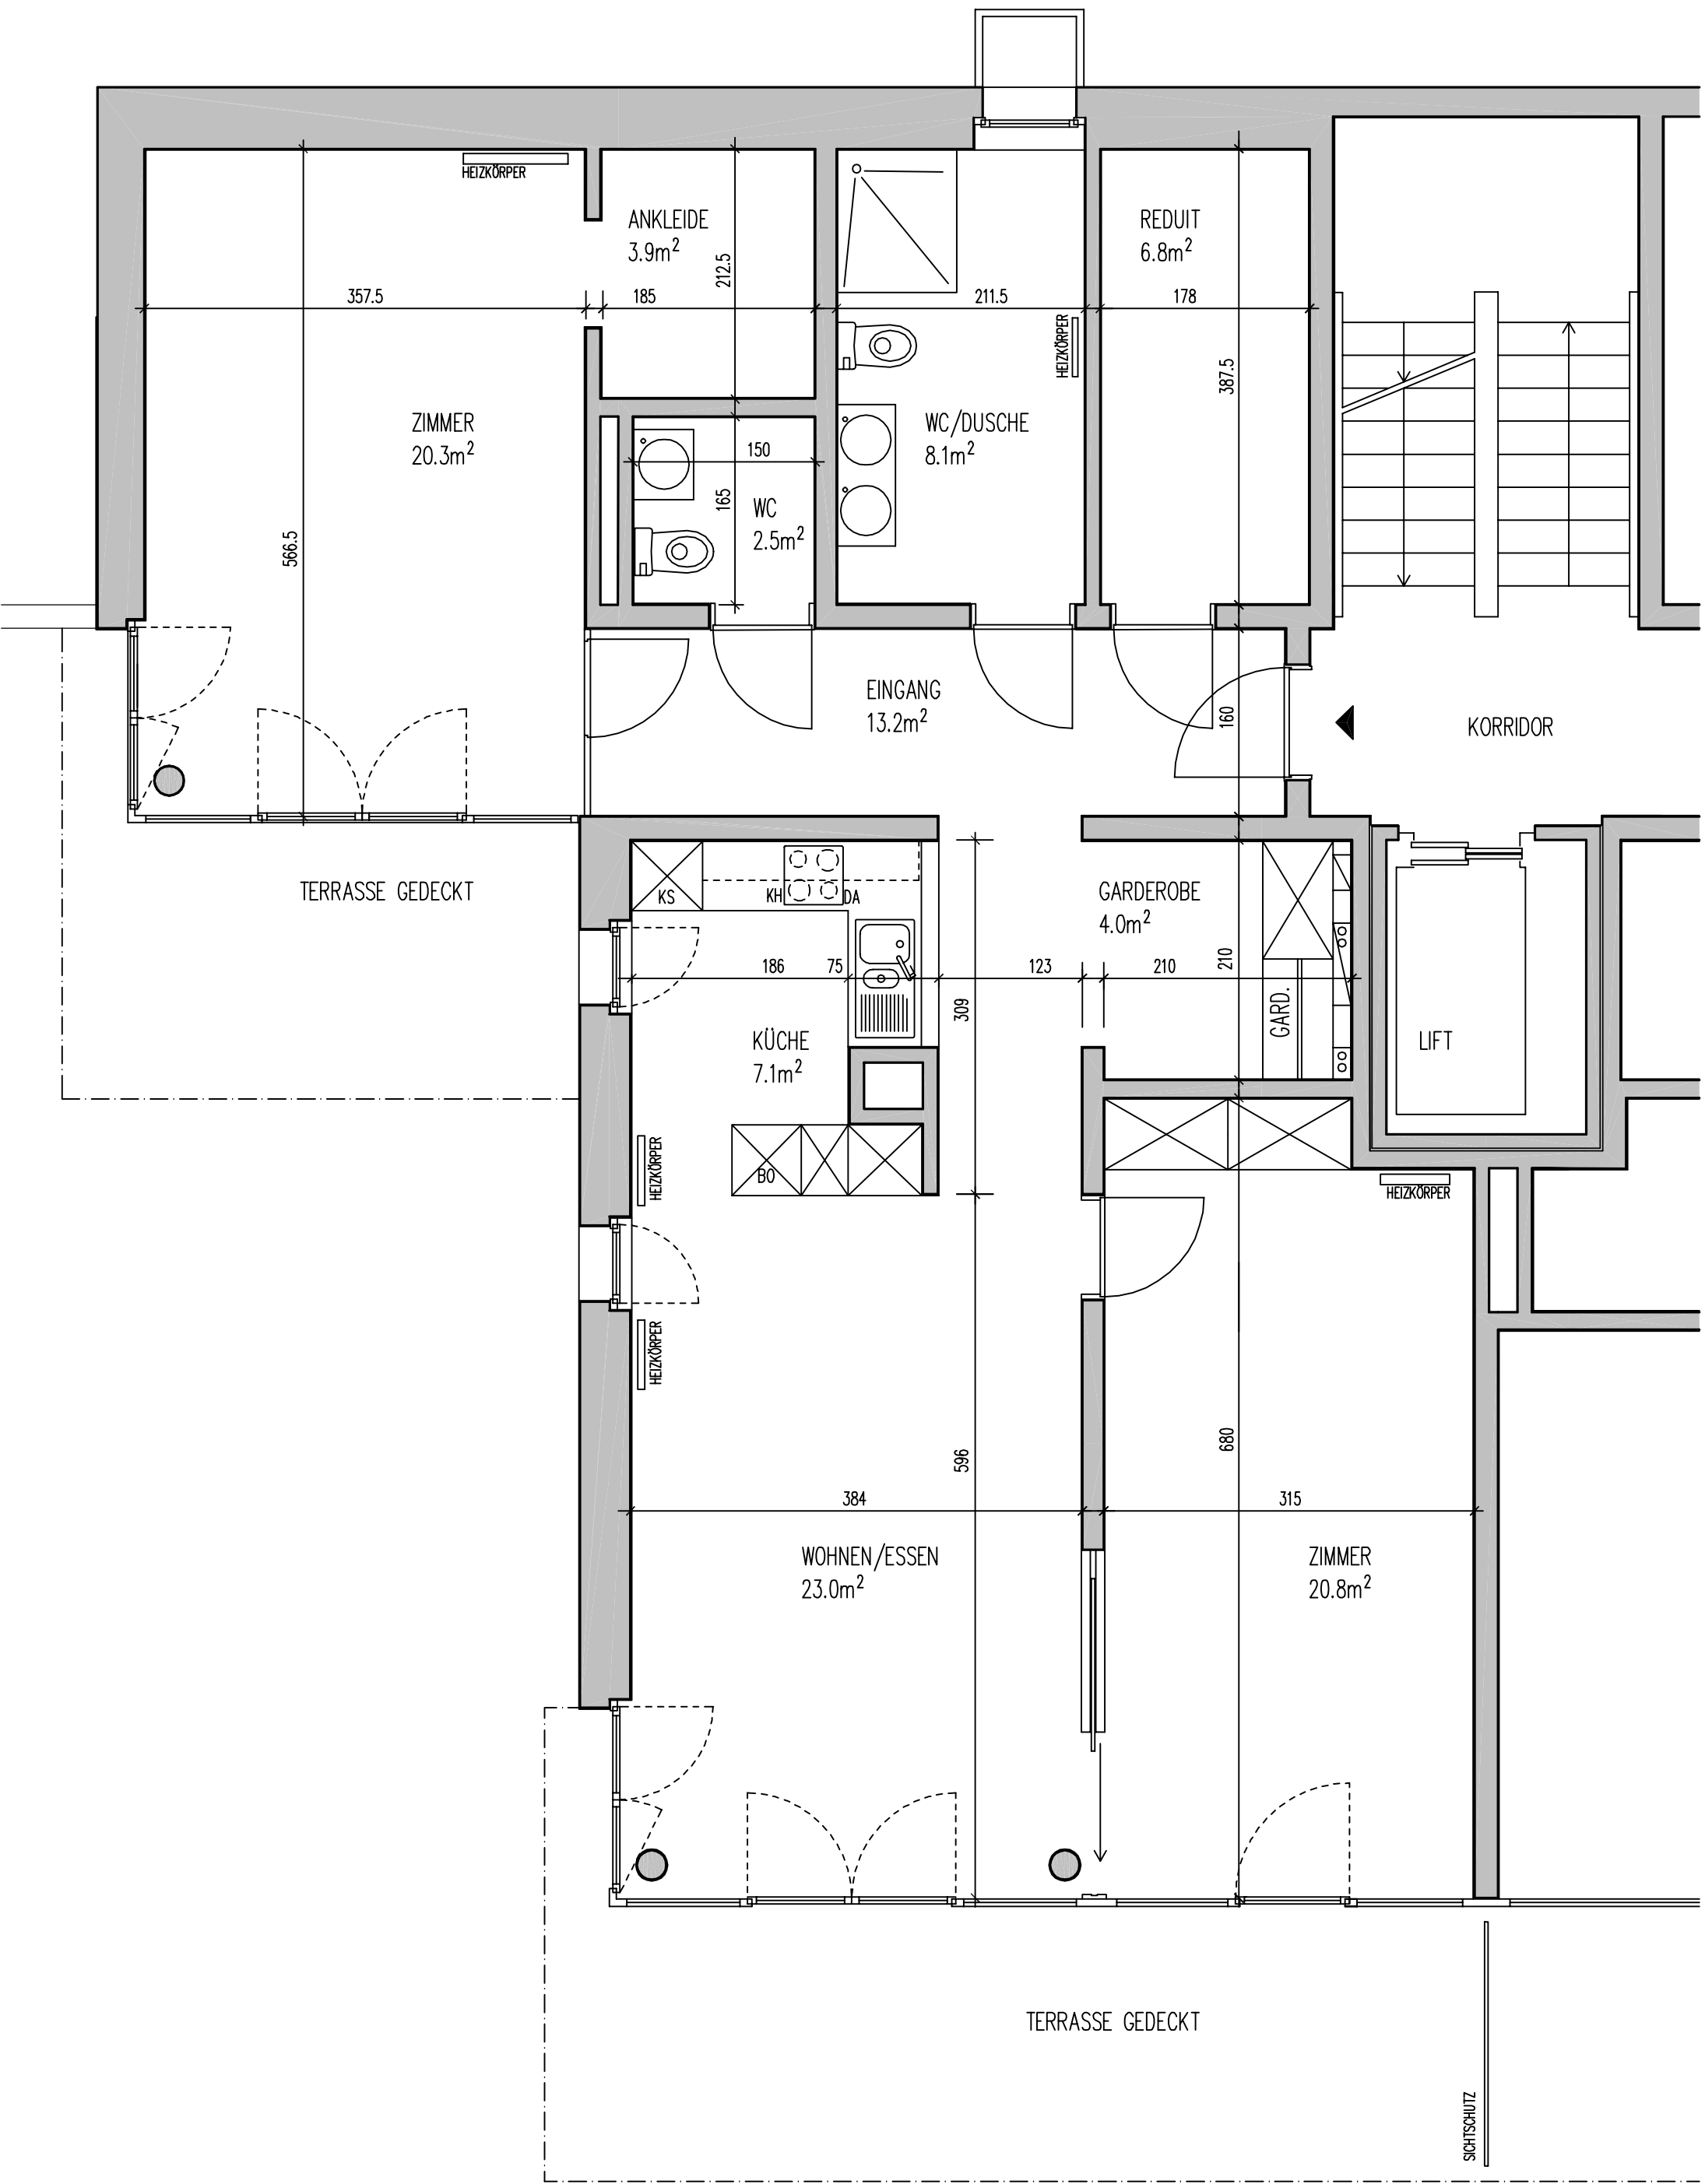 HEIZKÖRPER
ANKLEIDE
3.9m²
REDUIT
6.8m²
212.5
357.5
185
211.5
178
HEIZKÖRPER
387.5
ZIMMER
20.3m²
WC/DUSCHE
8.1m²
150
165
WC
2.5m²
566.5
EINGANG
13.2m²
160
KORRIDOR
TERRASSE GEDECKT
KS
KH
DA
GARDEROBE
4.0m²
186
75
123
210
210
309
GARD.
KÜCHE
7.1m²
LIFT
BO
HEIZKÖRPER
HEIZKÖRPER
HEIZKÖRPER
680
596
384
315
WOHNEN/ESSEN
23.0m²
ZIMMER
20.8m²
TERRASSE GEDECKT
SICHTSCHUTZ